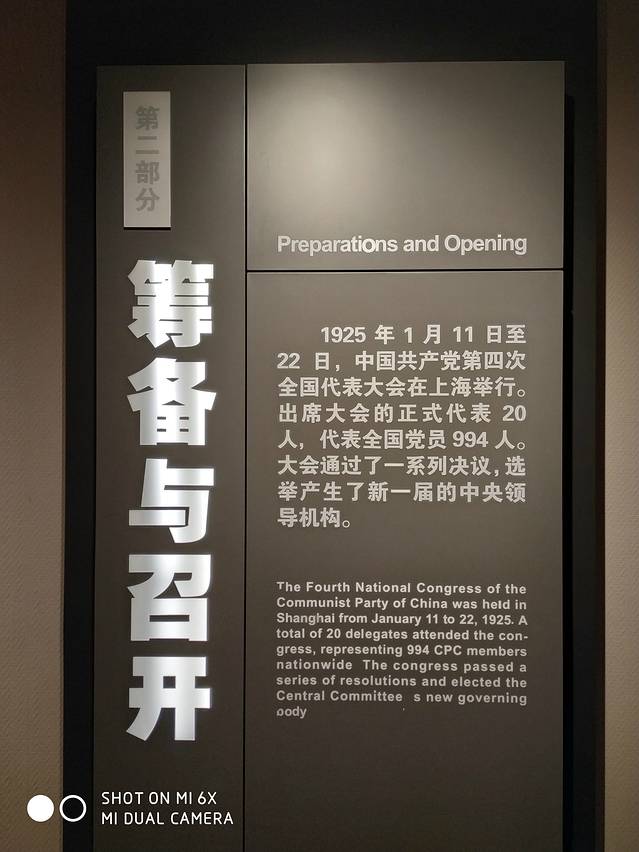 第二部分
筹备与召开
Preparations and Opening
1925 年 1 月 11 日至
22 日，中国共产党第四次
全国代表大会在上海举行。
出席大会的正式代表 20
人，代表全国党员 994 人。
大会通过了一系列决议，选
举产生了新一届的中央领
导机构。
The Fourth National Congress of the
Communist Party of China was held in
Shanghai from January 11 to 22, 1925. A
total of 20 delegates attended the con-
gress, representing 994 CPC members
nationwide The congress passed a
series of resolutions and elected the
Central Committee s new governing
body
SHOT ON MI 6X
MI DUAL CAMERA